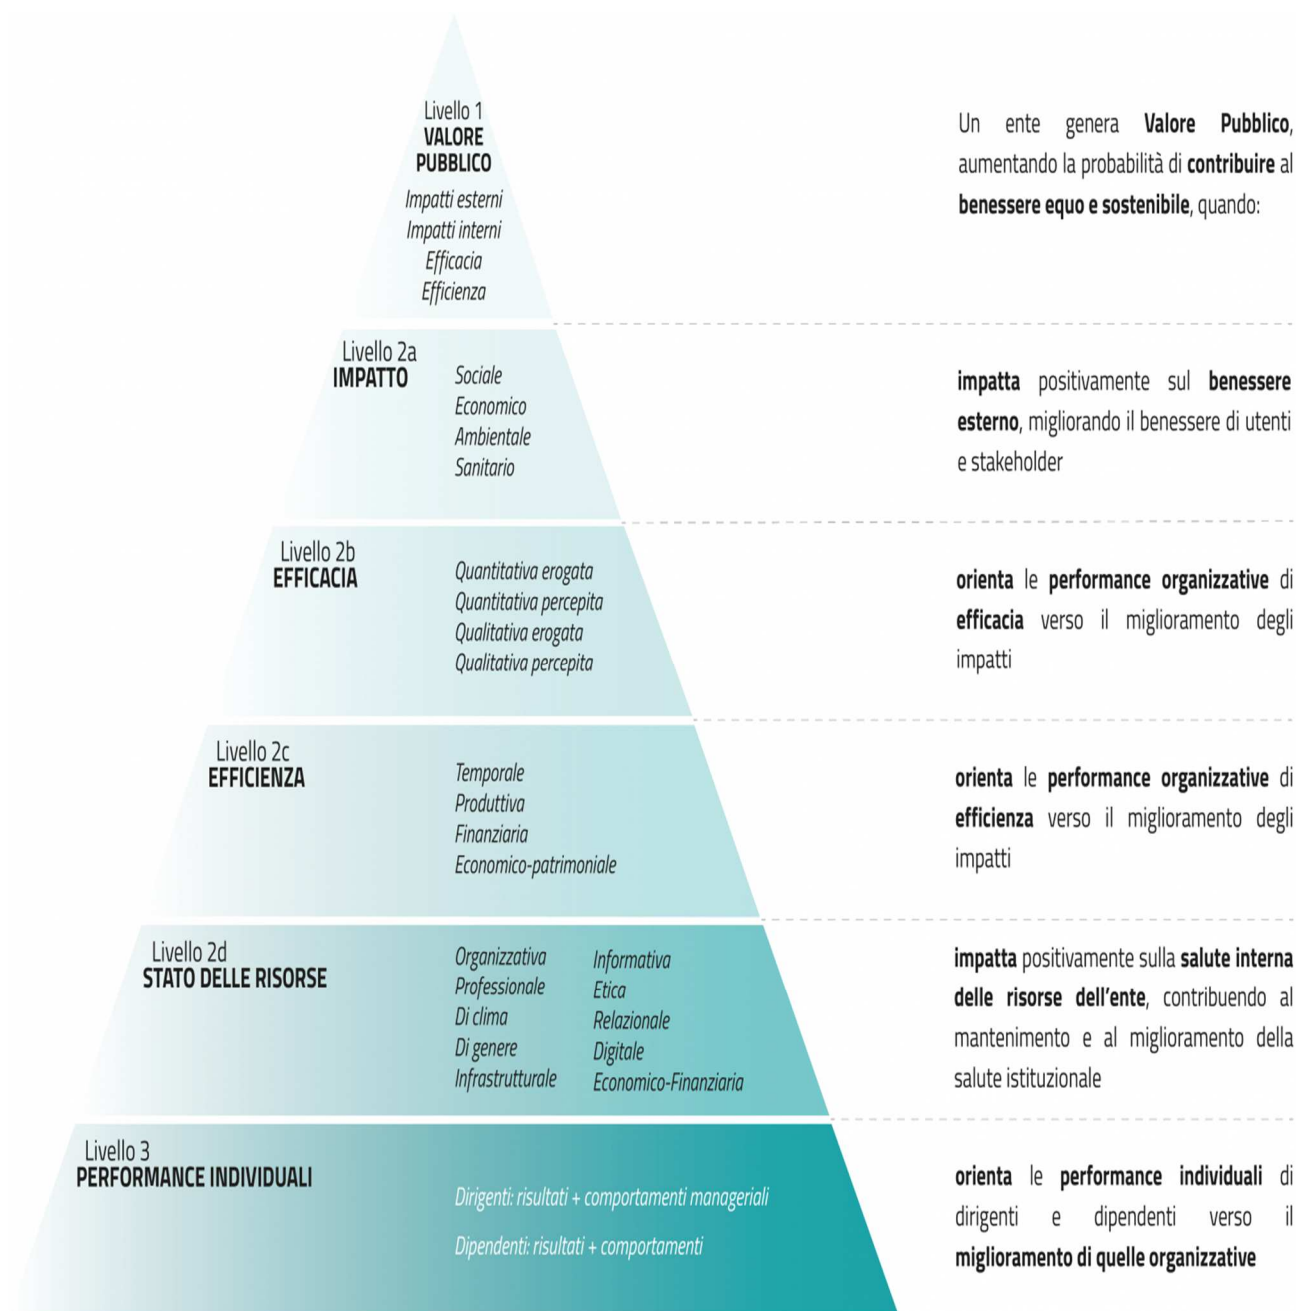 Livello 1
VALORE
PUBBLICO
Impatti esterni
Impatti interni
Efficacia
Efficienza
Un ente genera Valore Pubblico,
aumentando la probabilità di contribuire al
benessere equo e sostenibile, quando:
Livello 2a
IMPATTO
Sociale
Economico
Ambientale
Sanitario
impatta positivamente sul benessere
esterno, migliorando il benessere di utenti
e stakeholder
Livello 2b
EFFICACIA
Quantitativa erogata
Quantitativa percepita
Qualitativa erogata
Qualitativa percepita
orienta le performance organizzative di
efficacia verso il miglioramento degli
impatti
Livello 2c
EFFICIENZA
Temporale
Produttiva
Finanziaria
Economico-patrimoniale
orienta le performance organizzative di
efficienza verso il miglioramento degli
impatti
Livello 2d
STATO DELLE RISORSE
Organizzativa
Professionale
Di clima
Di genere
Infrastrutturale
Informativa
Etica
Relazionale
Digitale
Economico-Finanziaria
impatta positivamente sulla salute interna
delle risorse dell'ente, contribuendo al
mantenimento e al miglioramento della
salute istituzionale
Livello 3
PERFORMANCE INDIVIDUALI
Dirigenti: risultati + comportamenti manageriali
Dipendenti: risultati + comportamenti
orienta le performance individuali di
dirigenti e dipendenti verso il
miglioramento di quelle organizzative